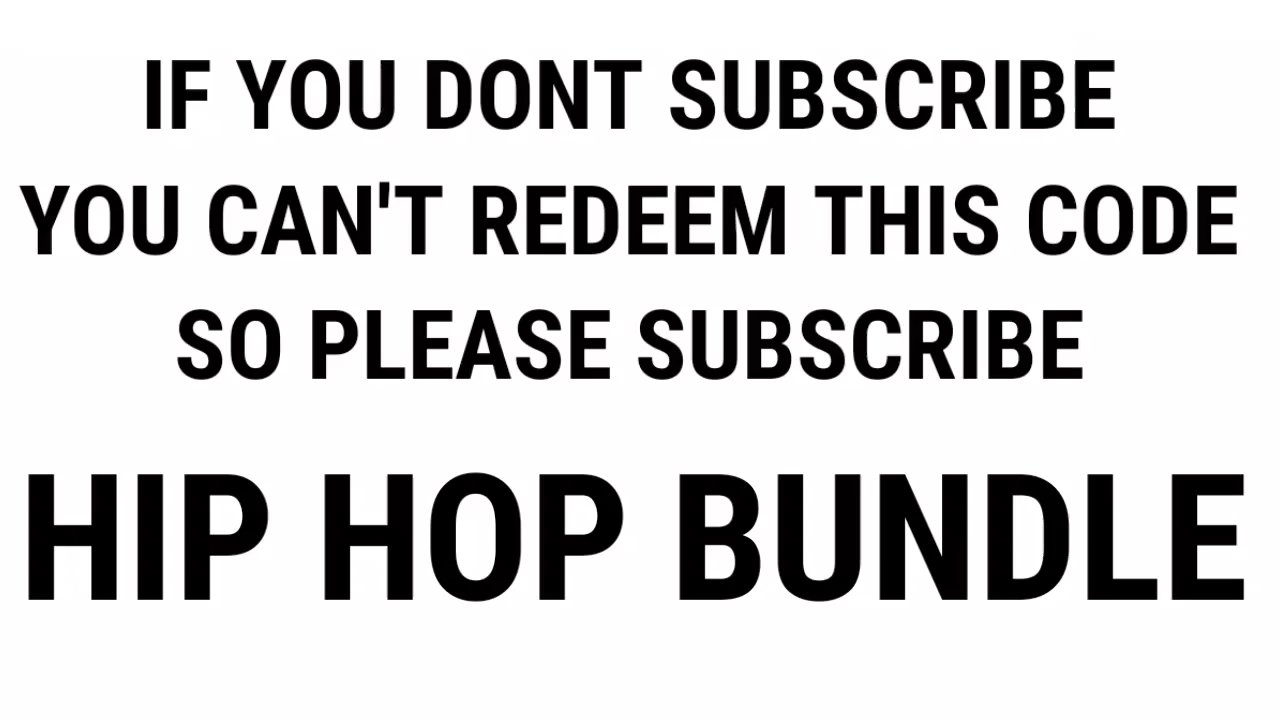 IF YOU DONT SUBSCRIBE
YOU CAN'T REDEEM THIS CODE
SO PLEASE SUBSCRIBE
HIP HOP BUNDLE